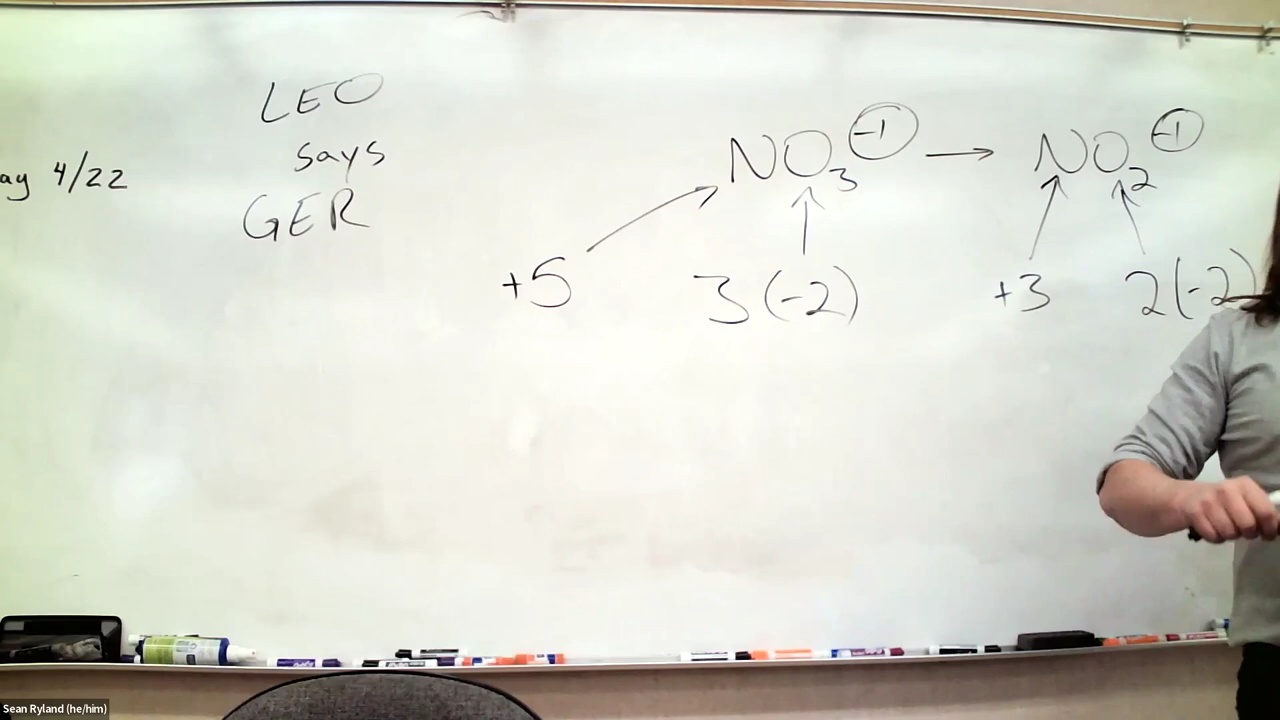 LEO
says
GER
ay 4/22
NO3 -1 → NO2 -1
+5 3(-2) +3 2(-2)
Sean Ryland (he/him)